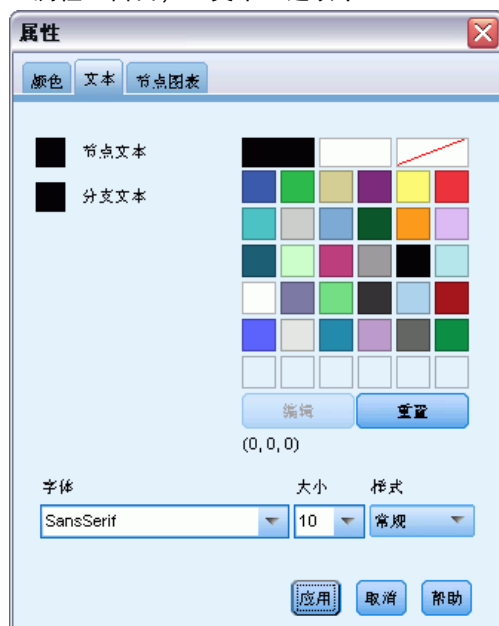 属性
颜色 文本 节点图表
节点文本
分支文本
编辑 重置
(0, 0, 0)
字体 大小 样式
SansSerif 10 常规
应用 取消 帮助